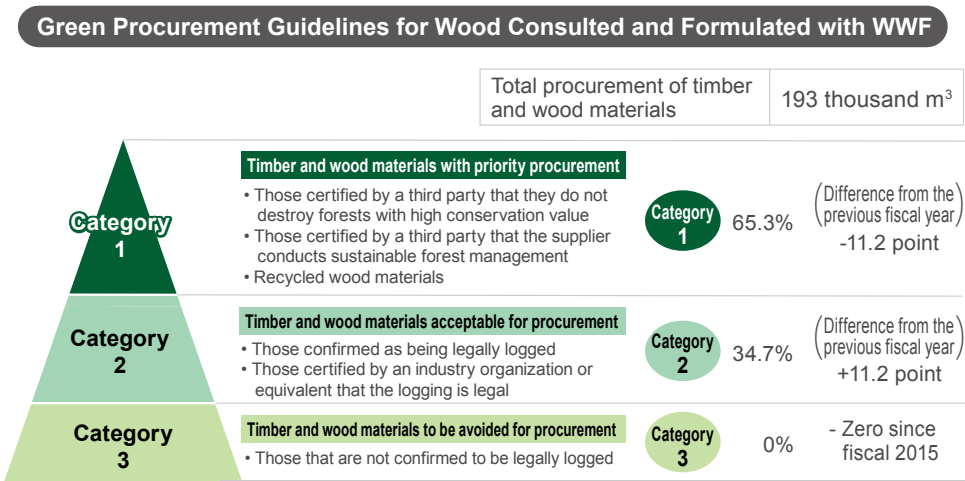 Green Procurement Guidelines for Wood Consulted and Formulated with WWF
Total procurement of timber
and wood materials
193 thousand m³
Category
1
Timber and wood materials with priority procurement
• Those certified by a third party that they do not
destroy forests with high conservation value
• Those certified by a third party that the supplier
conducts sustainable forest management
• Recycled wood materials
Category
1
65.3%
(Difference from the
previous fiscal year)
-11.2 point
Category
2
Timber and wood materials acceptable for procurement
• Those confirmed as being legally logged
• Those certified by an industry organization or
equivalent that the logging is legal
Category
2
34.7%
(Difference from the
previous fiscal year)
+11.2 point
Category
3
Timber and wood materials to be avoided for procurement
• Those that are not confirmed to be legally logged
Category
3
0%
- Zero since
fiscal 2015